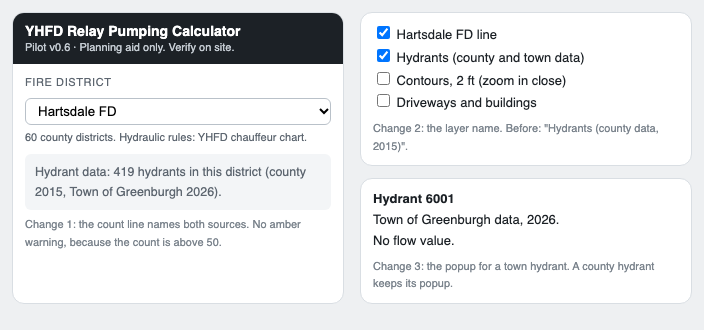 YHFD Relay Pumping Calculator
Pilot v0.6 · Planning aid only. Verify on site.
FIRE DISTRICT
Hartsdale FD
60 county districts. Hydraulic rules: YHFD chauffeur chart.
Hydrant data: 419 hydrants in this district (county
2015, Town of Greenburgh 2026).
Change 1: the count line names both sources. No amber
warning, because the count is above 50.
Hartsdale FD line
Hydrants (county and town data)
Contours, 2 ft (zoom in close)
Driveways and buildings
Change 2: the layer name. Before: "Hydrants (county data,
2015)".
Hydrant 6001
Town of Greenburgh data, 2026.
No flow value.
Change 3: the popup for a town hydrant. A county hydrant
keeps its popup.